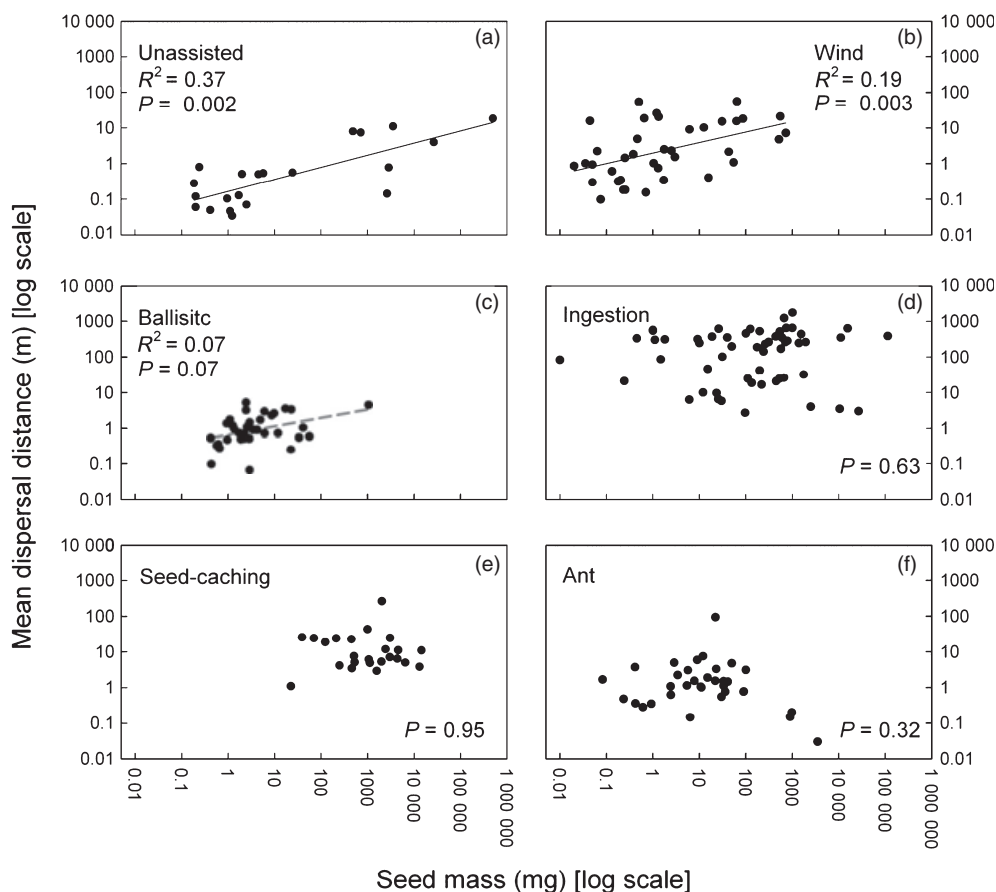 Mean dispersal distance (m) [log scale]
10 000
1000
100
10
1
0.1
0.01
(a)
Unassisted
R² = 0.37
P = 0.002
(b)
Wind
R² = 0.19
P = 0.003
10 000
1000
100
10
1
0.1
0.01
10 000
1000
100
10
1
0.1
0.01
(c)
Ballisitc
R² = 0.07
P = 0.07
(d)
Ingestion
P = 0.63
10 000
1000
100
10
1
0.1
0.01
10 000
1000
100
10
1
0.1
0.01
(e)
Seed-caching
P = 0.95
(f)
Ant
P = 0.32
10 000
1000
100
10
1
0.1
0.01
0.01
0.1
1
10
100
1000
10 000
100 000
1 000 000
0.01
0.1
1
10
100
1000
10 000
100 000
1 000 000
Seed mass (mg) [log scale]